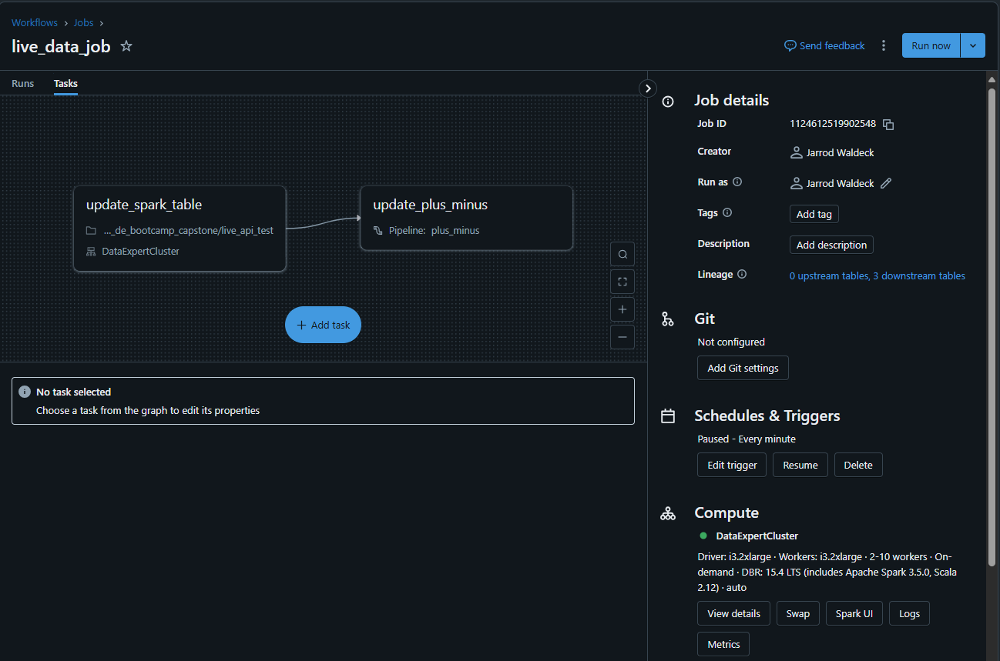 Workflows › Jobs ›
live_data_job
Send feedback
Run now
Runs Tasks
update_spark_table
..._de_bootcamp_capstone/live_api_test
DataExpertCluster
update_plus_minus
Pipeline: plus_minus
+ Add task
No task selected
Choose a task from the graph to edit its properties
Job details
Job ID 1124612519902548
Creator Jarrod Waldeck
Run as Jarrod Waldeck
Tags Add tag
Description Add description
Lineage 0 upstream tables, 3 downstream tables
Git
Not configured
Add Git settings
Schedules & Triggers
Paused - Every minute
Edit trigger Resume Delete
Compute
DataExpertCluster
Driver: i3.2xlarge · Workers: i3.2xlarge · 2-10 workers · On-
demand · DBR: 15.4 LTS (includes Apache Spark 3.5.0, Scala
2.12) · auto
View details Swap Spark UI Logs
Metrics